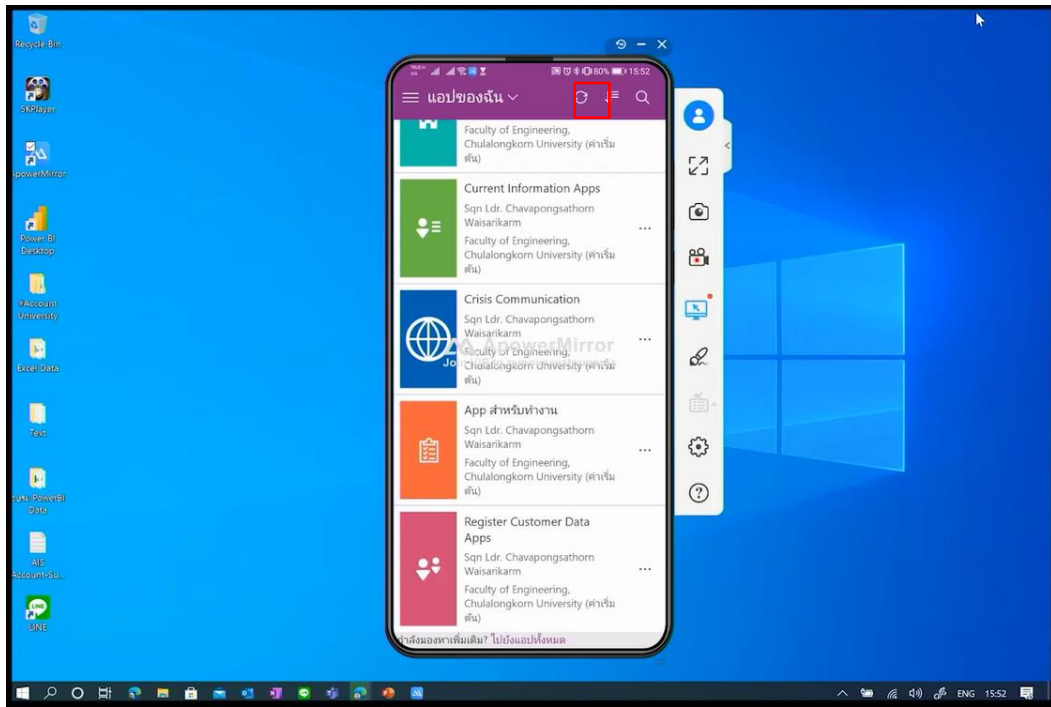 Recycle Bin
5KPlayer
ApowerMirror
Power BI
Desktop
#Account
University
Excel Data
Text
Data
AIS
Account-Su...
LINE
80% 15:52
แอปของฉัน
Faculty of Engineering,
Chulalongkorn University (ค่าเริ่ม
ต้น)
Current Information Apps
Sqn Ldr. Chavapongsathorn
Waisarikarm
Faculty of Engineering,
Chulalongkorn University (ค่าเริ่ม
ต้น)
Crisis Communication
Sqn Ldr. Chavapongsathorn
Waisarikarm
ApowerMirror
Faculty of Engineering,
Chulalongkorn University (ค่าเริ่ม
ต้น)
App สำหรับทำงาน
Sqn Ldr. Chavapongsathorn
Waisarikarm
Faculty of Engineering,
Chulalongkorn University (ค่าเริ่ม
ต้น)
Register Customer Data
Apps
Sqn Ldr. Chavapongsathorn
Waisarikarm
Faculty of Engineering,
Chulalongkorn University (ค่าเริ่ม
ต้น)
กำลังมองหาเพิ่มเติม? ไปยังแอปทั้งหมด
ENG 15:52